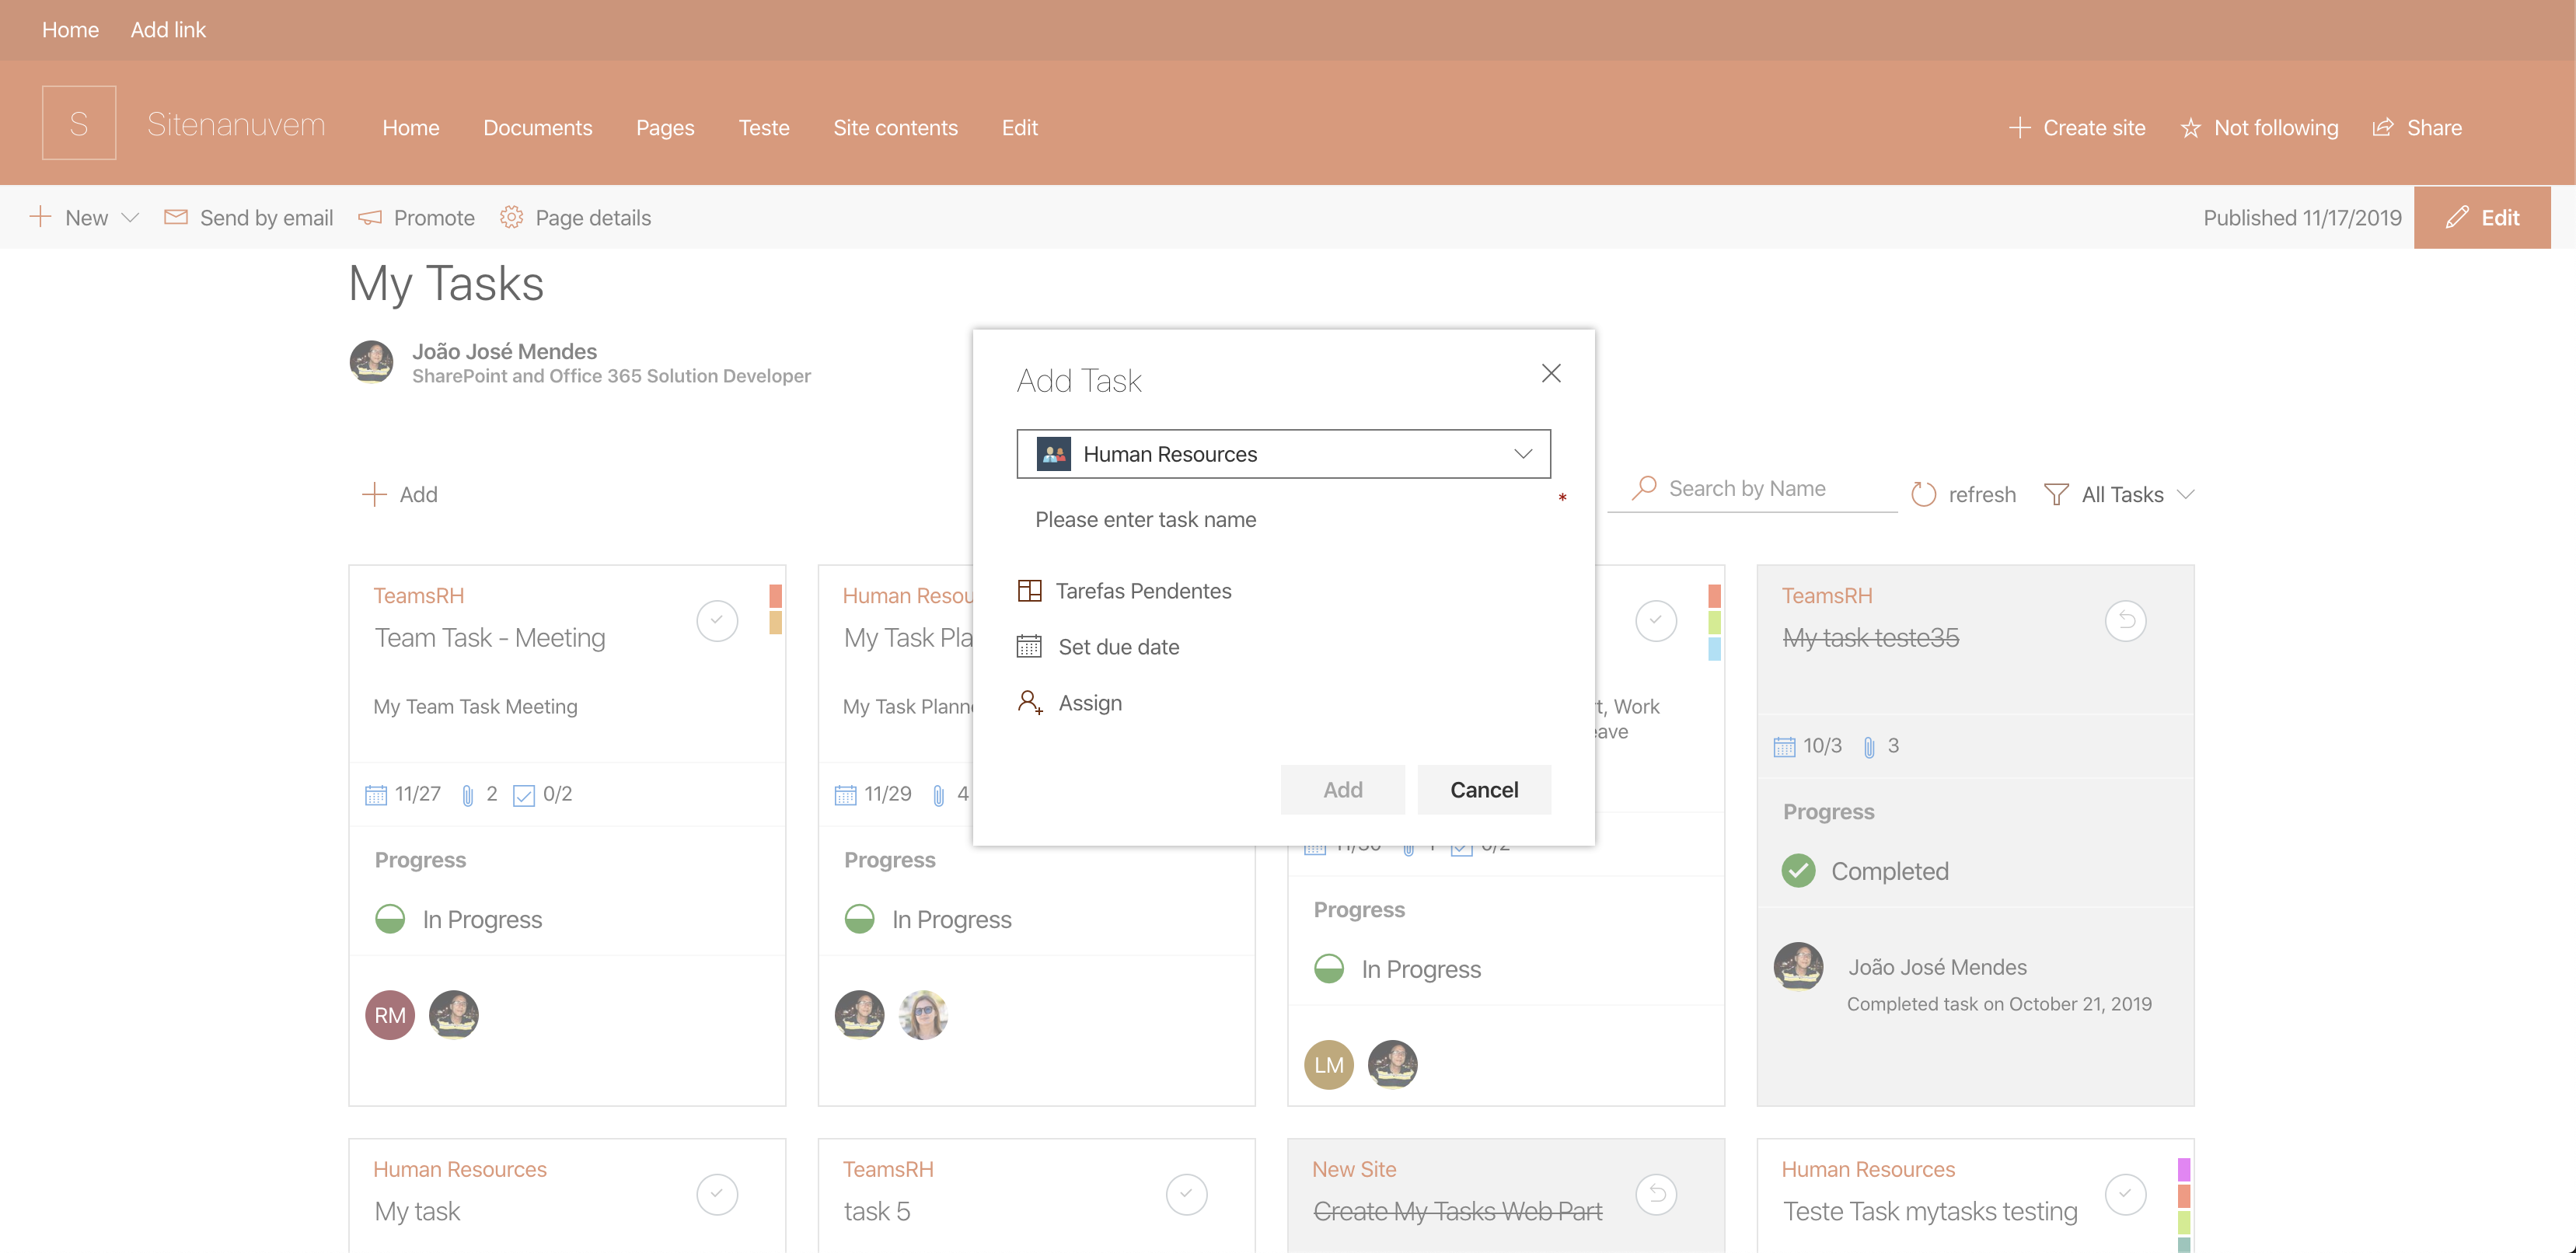 Home Add link
S Sitenanuvem Home Documents Pages Teste Site contents Edit Create site Not following Share
New Send by email Promote Page details Published 11/17/2019 Edit
My Tasks
João José Mendes
SharePoint and Office 365 Solution Developer
Add Task
Human Resources
*
Please enter task name
Tarefas Pendentes
Set due date
Assign
Add Cancel
Add Search by Name refresh All Tasks
TeamsRH
Team Task - Meeting
My Team Task Meeting
11/27 2 0/2
Progress
In Progress
RM
Human Resou
My Task Pla
My Task Plann
11/29 4
Progress
In Progress
t, Work
eave
Progress
In Progress
LM
TeamsRH
My task teste35
10/3 3
Progress
Completed
João José Mendes
Completed task on October 21, 2019
Human Resources
My task
TeamsRH
task 5
New Site
Create My Tasks Web Part
Human Resources
Teste Task mytasks testing